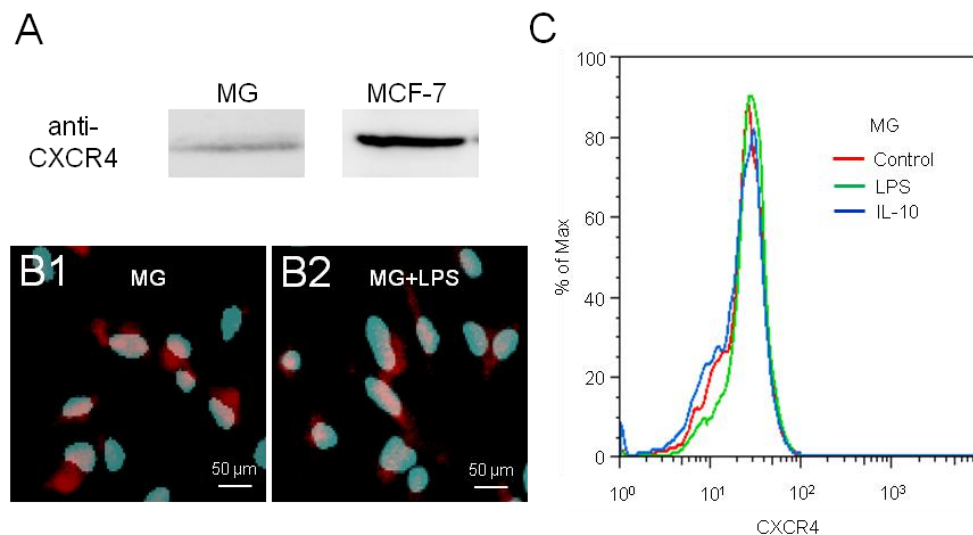 A
MG
MCF-7
anti-
CXCR4
B1
MG
50 µm
B2
MG+LPS
50 µm
C
100
80
60
40
20
0
% of Max
10⁰
10¹
10²
10³
CXCR4
MG
Control
LPS
IL-10